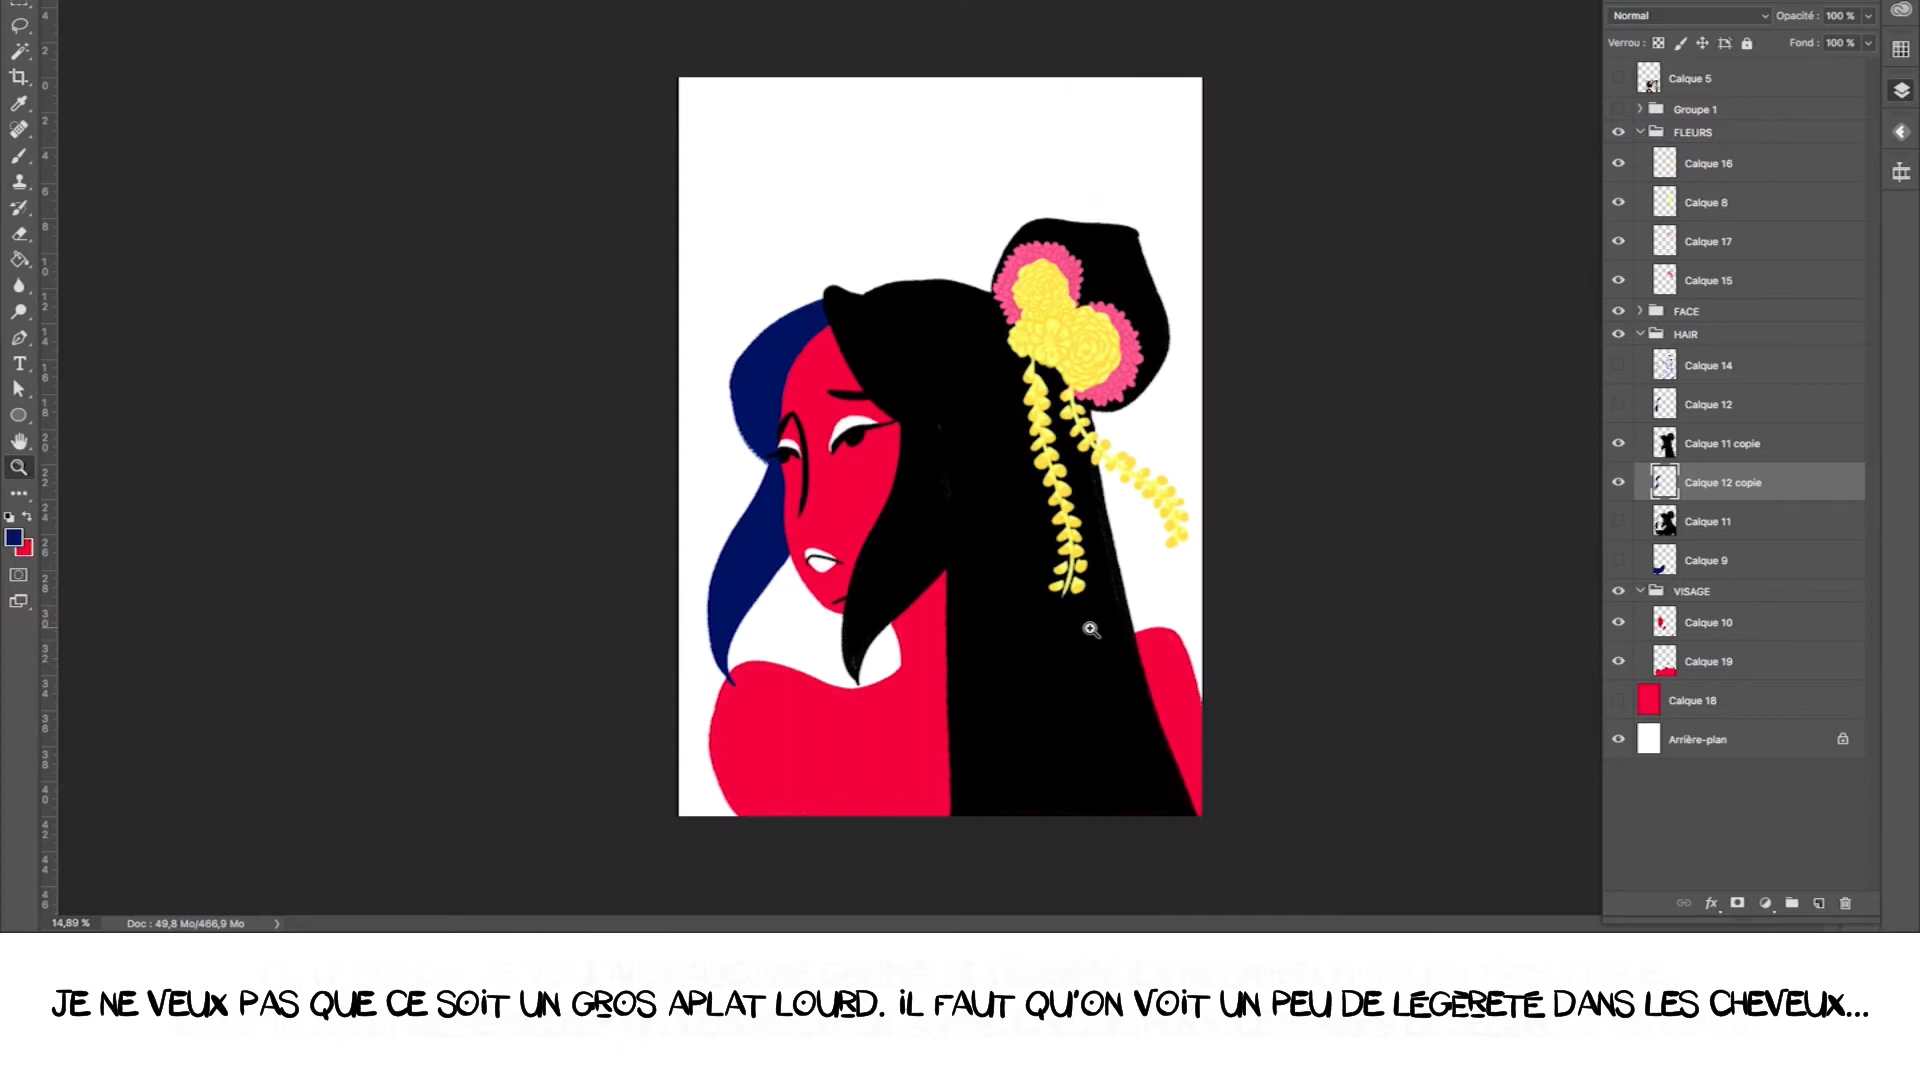 Normal
Opacité : 100 %
Verrou :
Fond : 100 %
Calque 5
Groupe 1
FLEURS
Calque 16
Calque 8
Calque 17
Calque 15
FACE
HAIR
Calque 14
Calque 12
Calque 11 copie
Calque 12 copie
Calque 11
Calque 9
VISAGE
Calque 10
Calque 19
Calque 18
Arrière-plan
fx
14,89 %
Doc : 49,8 Mo/466,9 Mo
JE NE VEUX PAS QUE CE SOIT UN GROS APLAT LOURD. IL FAUT QU'ON VOIT UN PEU DE LÉGÈRETÉ DANS LES CHEVEUX...